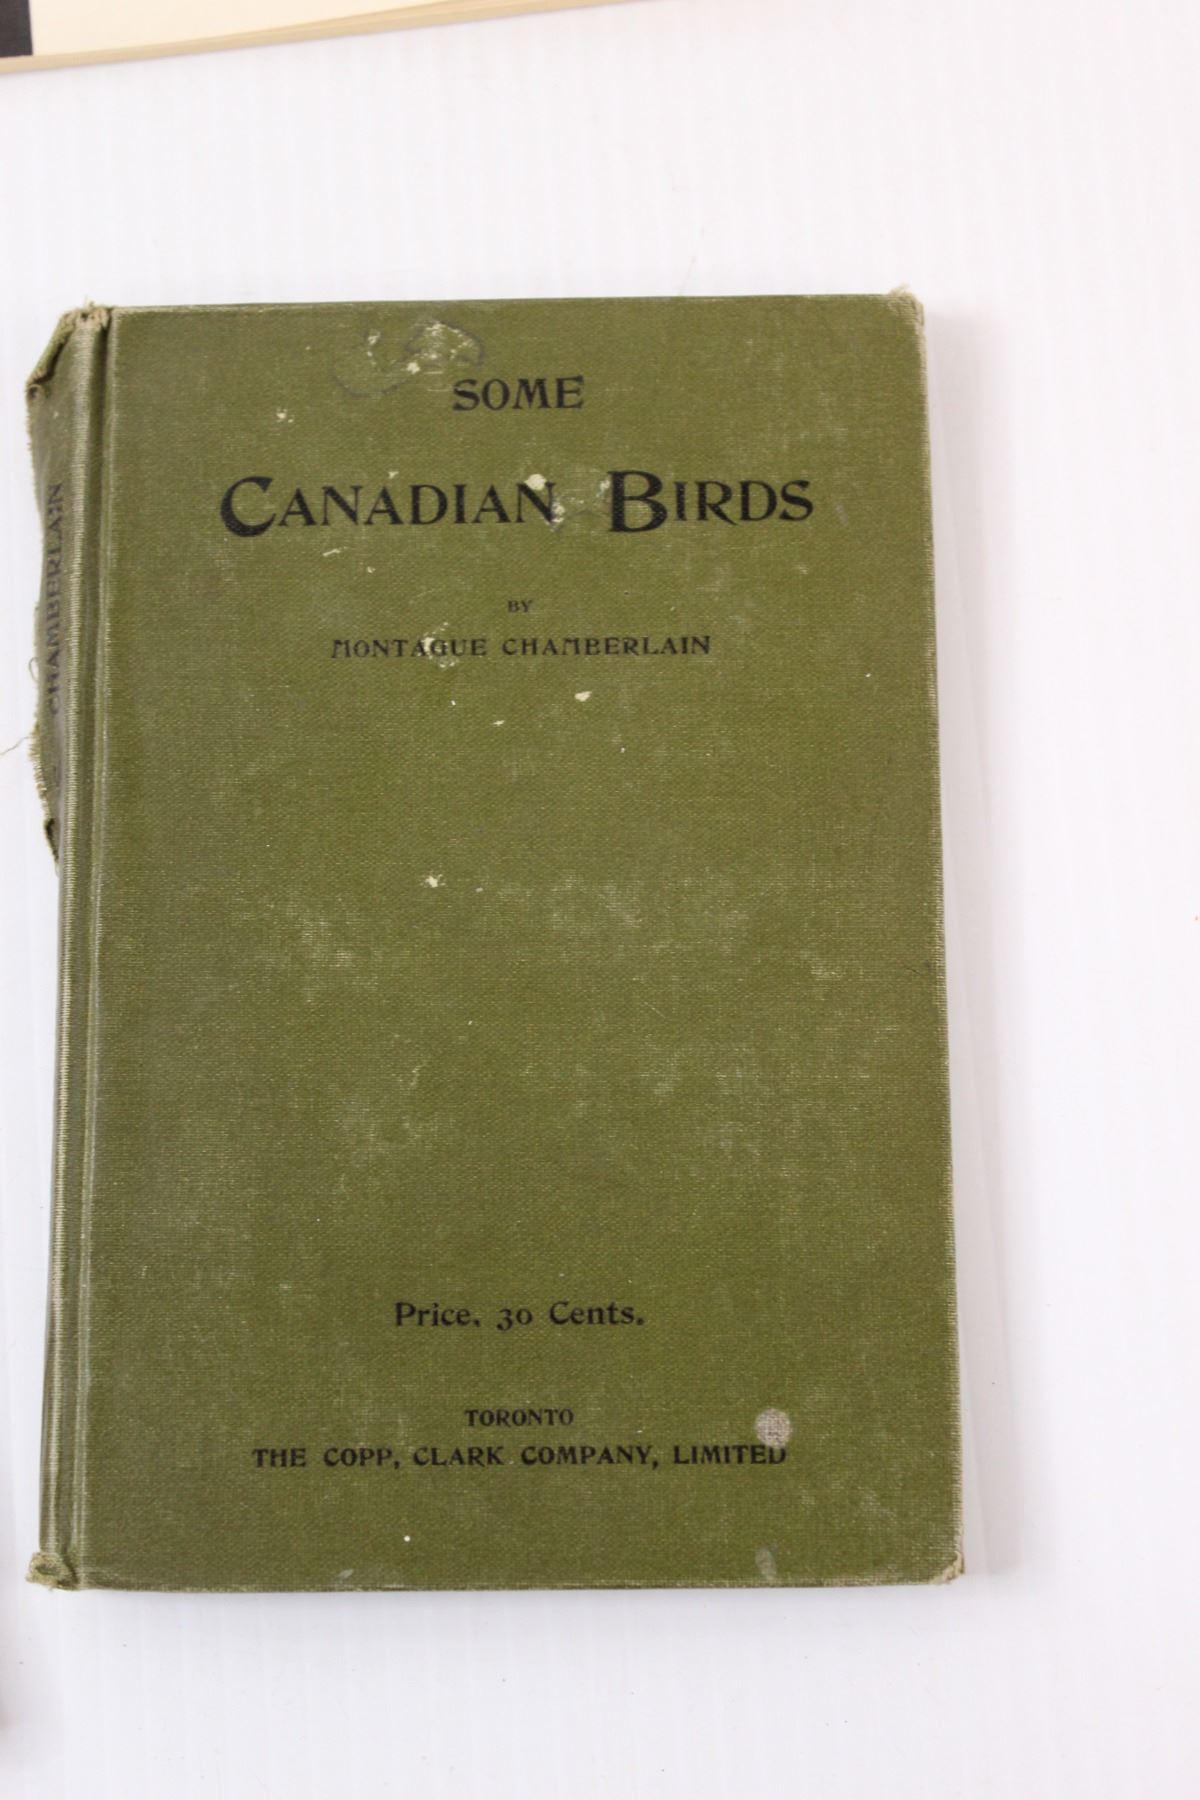 SOME
CANADIAN BIRDS
BY
MONTAGUE CHAMBERLAIN
Price, 30 Cents.
TORONTO
THE COPP, CLARK COMPANY, LIMITED
CHAMBERLAIN